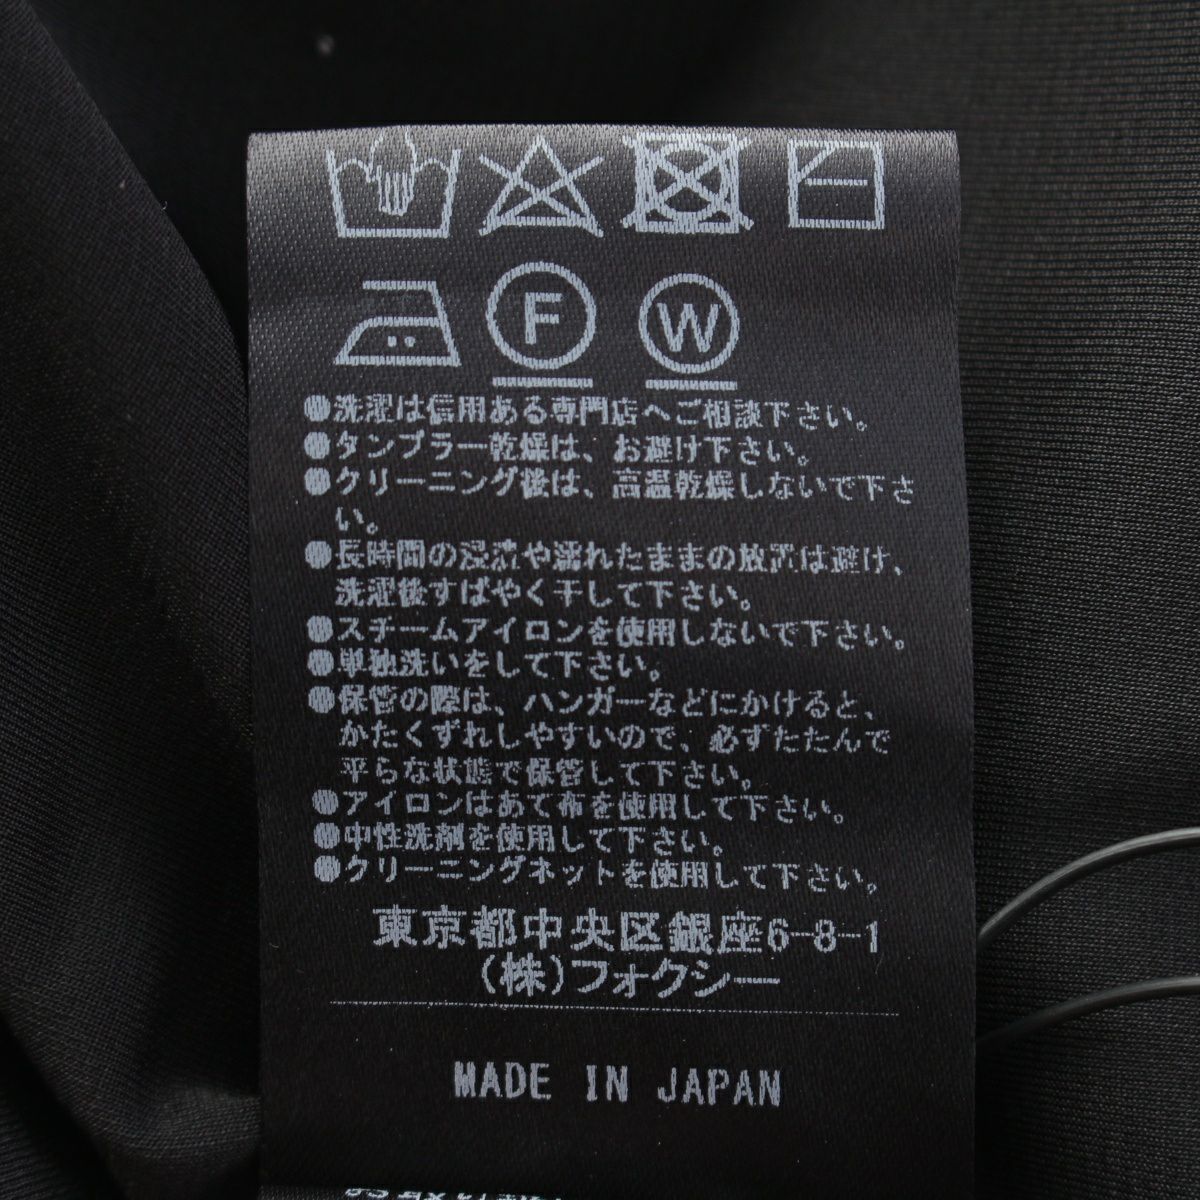 F W
●洗濯は信用ある専門店へご相談下さい。
●タンブラー乾燥は、お避け下さい。
●クリーニング後は、高温乾燥しないで下さ
い。
●長時間の浸漬や濡れたままの放置は避け、
洗濯後すばやく干して下さい。
●スチームアイロンを使用しないで下さい。
●単独洗いをして下さい。
●保管の際は、ハンガーなどにかけると、
かたくずれしやすいので、必ずたたんで
平らな状態で保管して下さい。
●アイロンはあて布を使用して下さい。
●中性洗剤を使用して下さい。
●クリーニングネットを使用して下さい。
東京都中央区銀座6-8-1
(株)フォクシー
MADE IN JAPAN